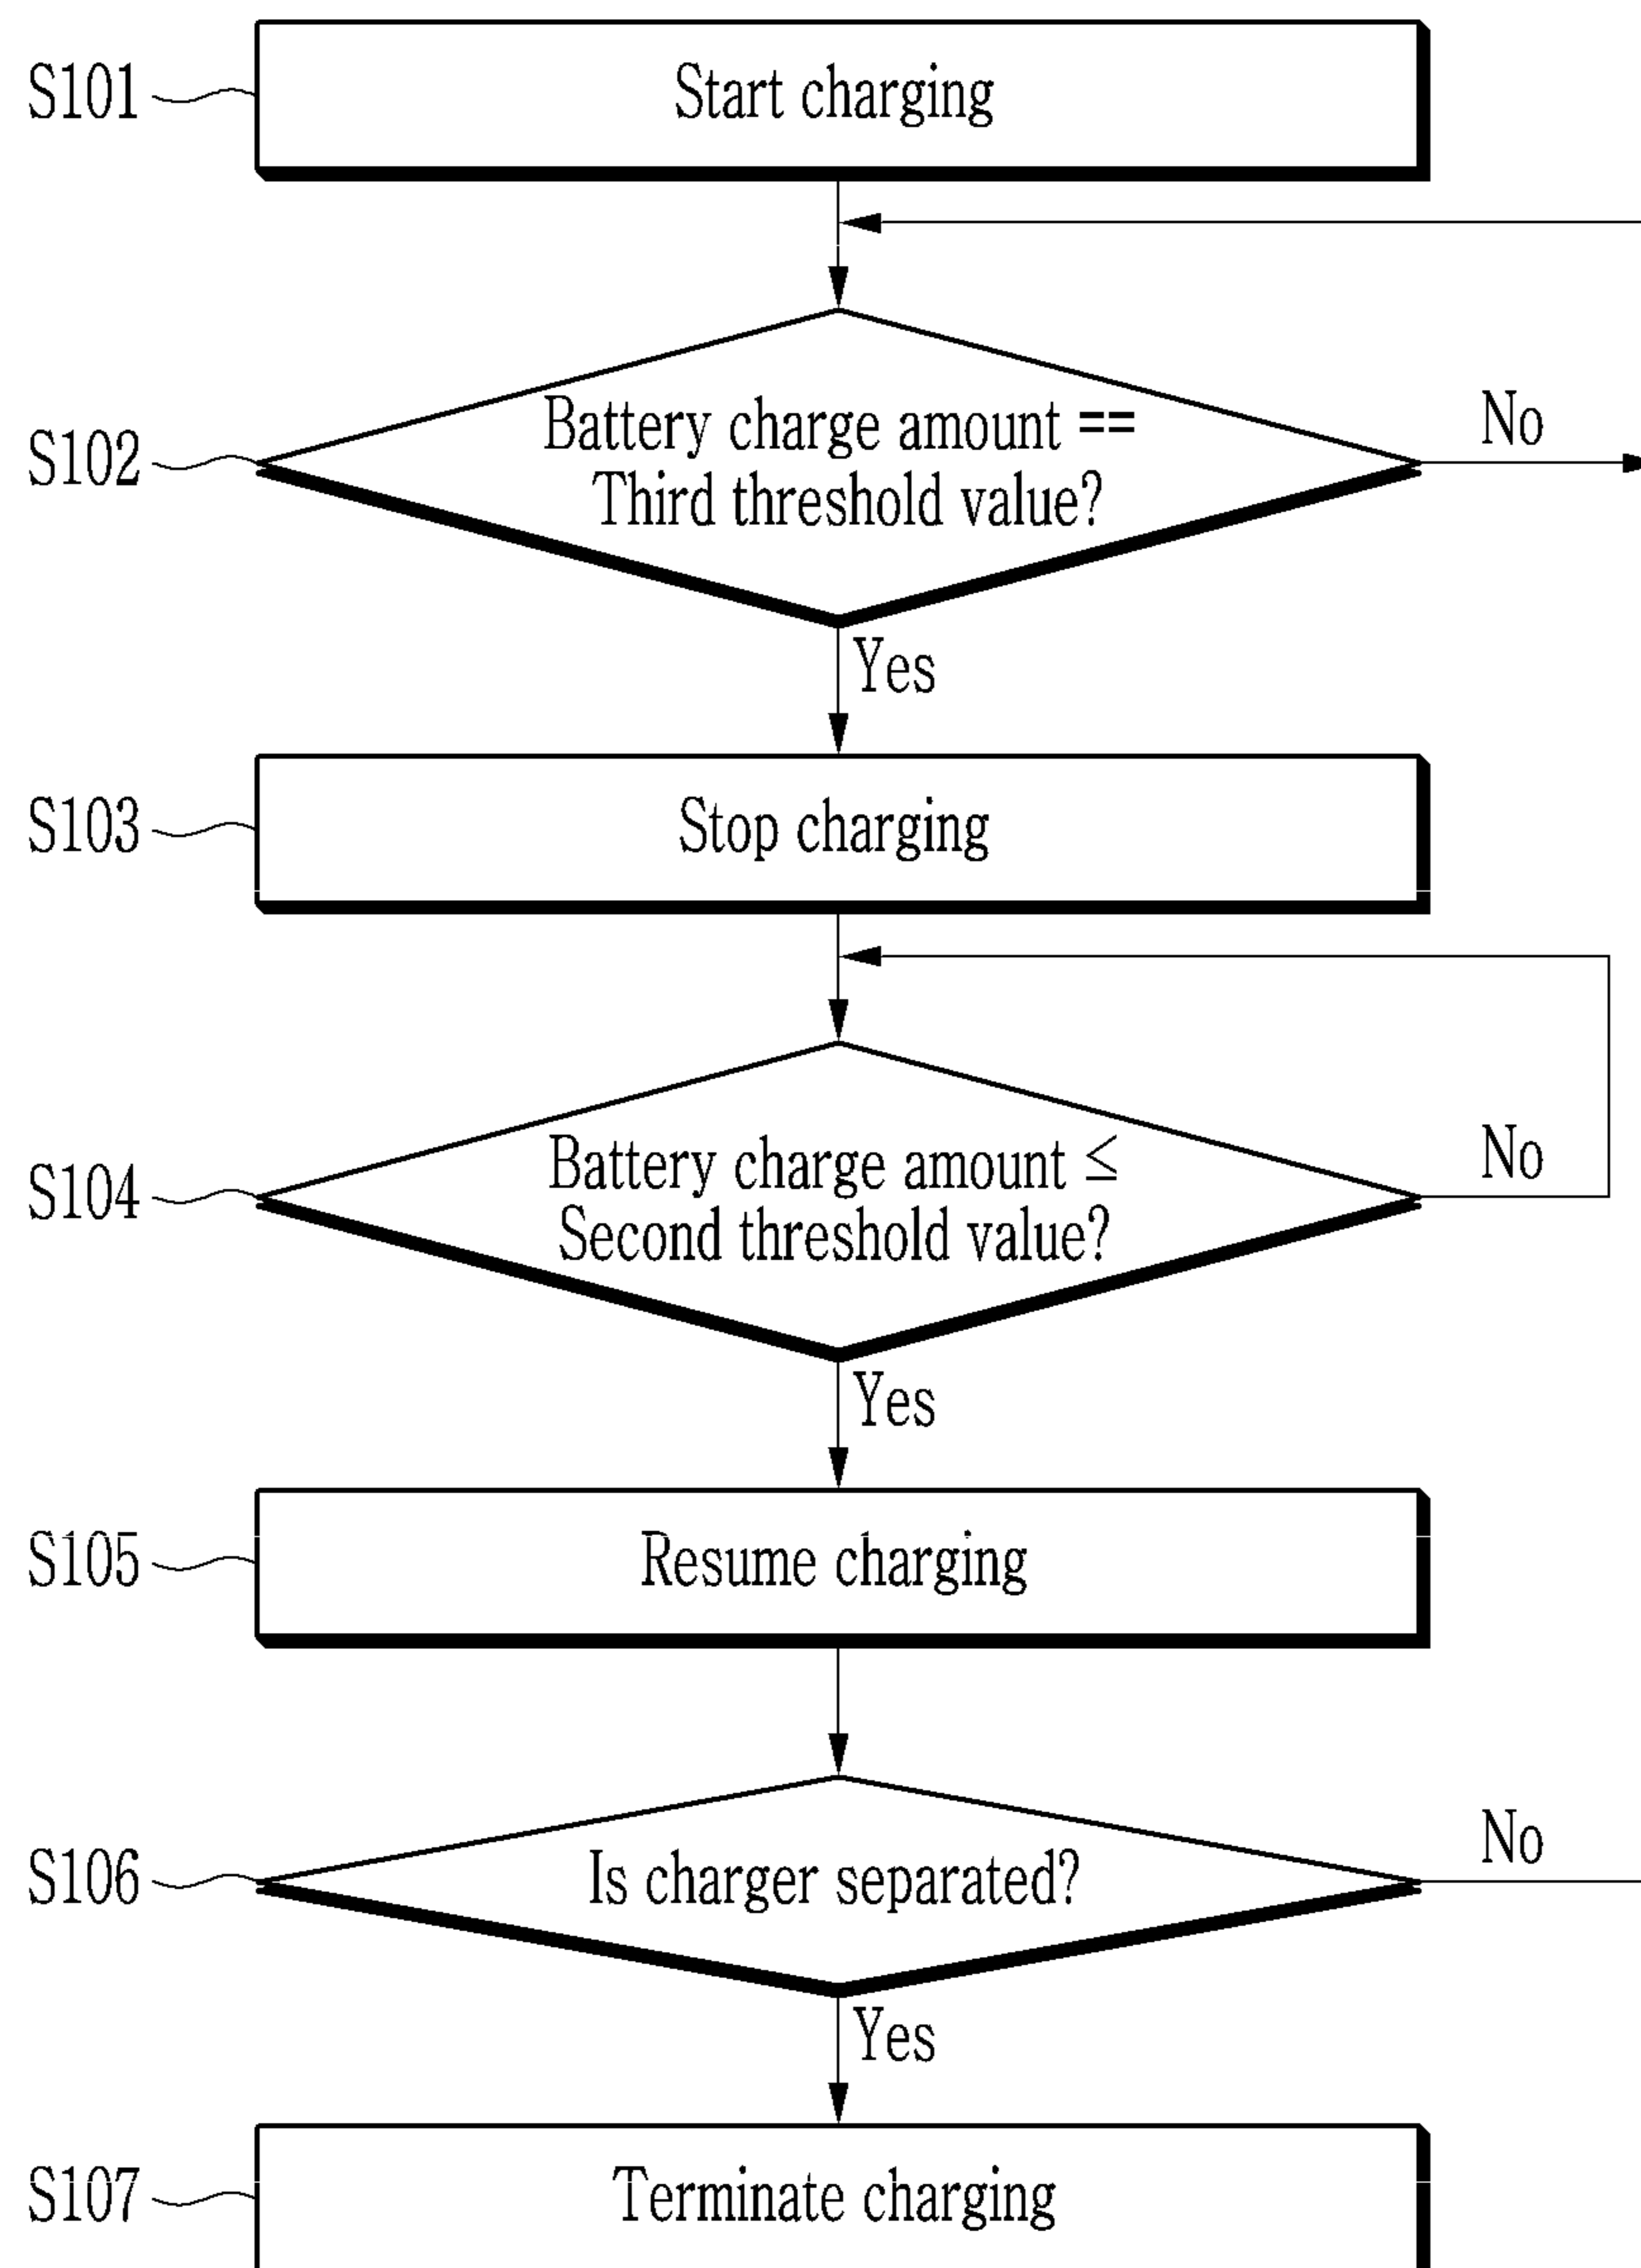 S101
Start charging
S102
Battery charge amount ==
Third threshold value?
No
Yes
S103
Stop charging
S104
Battery charge amount ≤
Second threshold value?
No
Yes
S105
Resume charging
S106
Is charger separated?
No
Yes
S107
Terminate charging